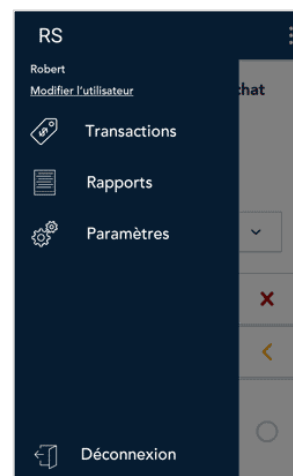 RS
Robert
Modifier l'utilisateur
chat
Transactions
Rapports
Paramètres
Déconnexion